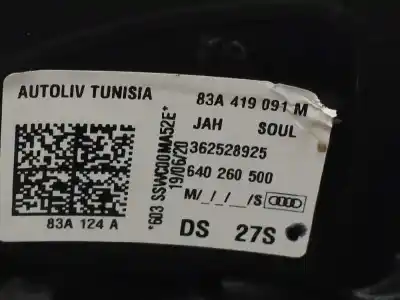 AUTOLIV TUNISIA 83A 419 091 M
JAH SOUL
362528925
640 260 500
M/_/_/_/S
DS 27S
83A 124 A
*603 SSWC00MA52E*
19/06/20